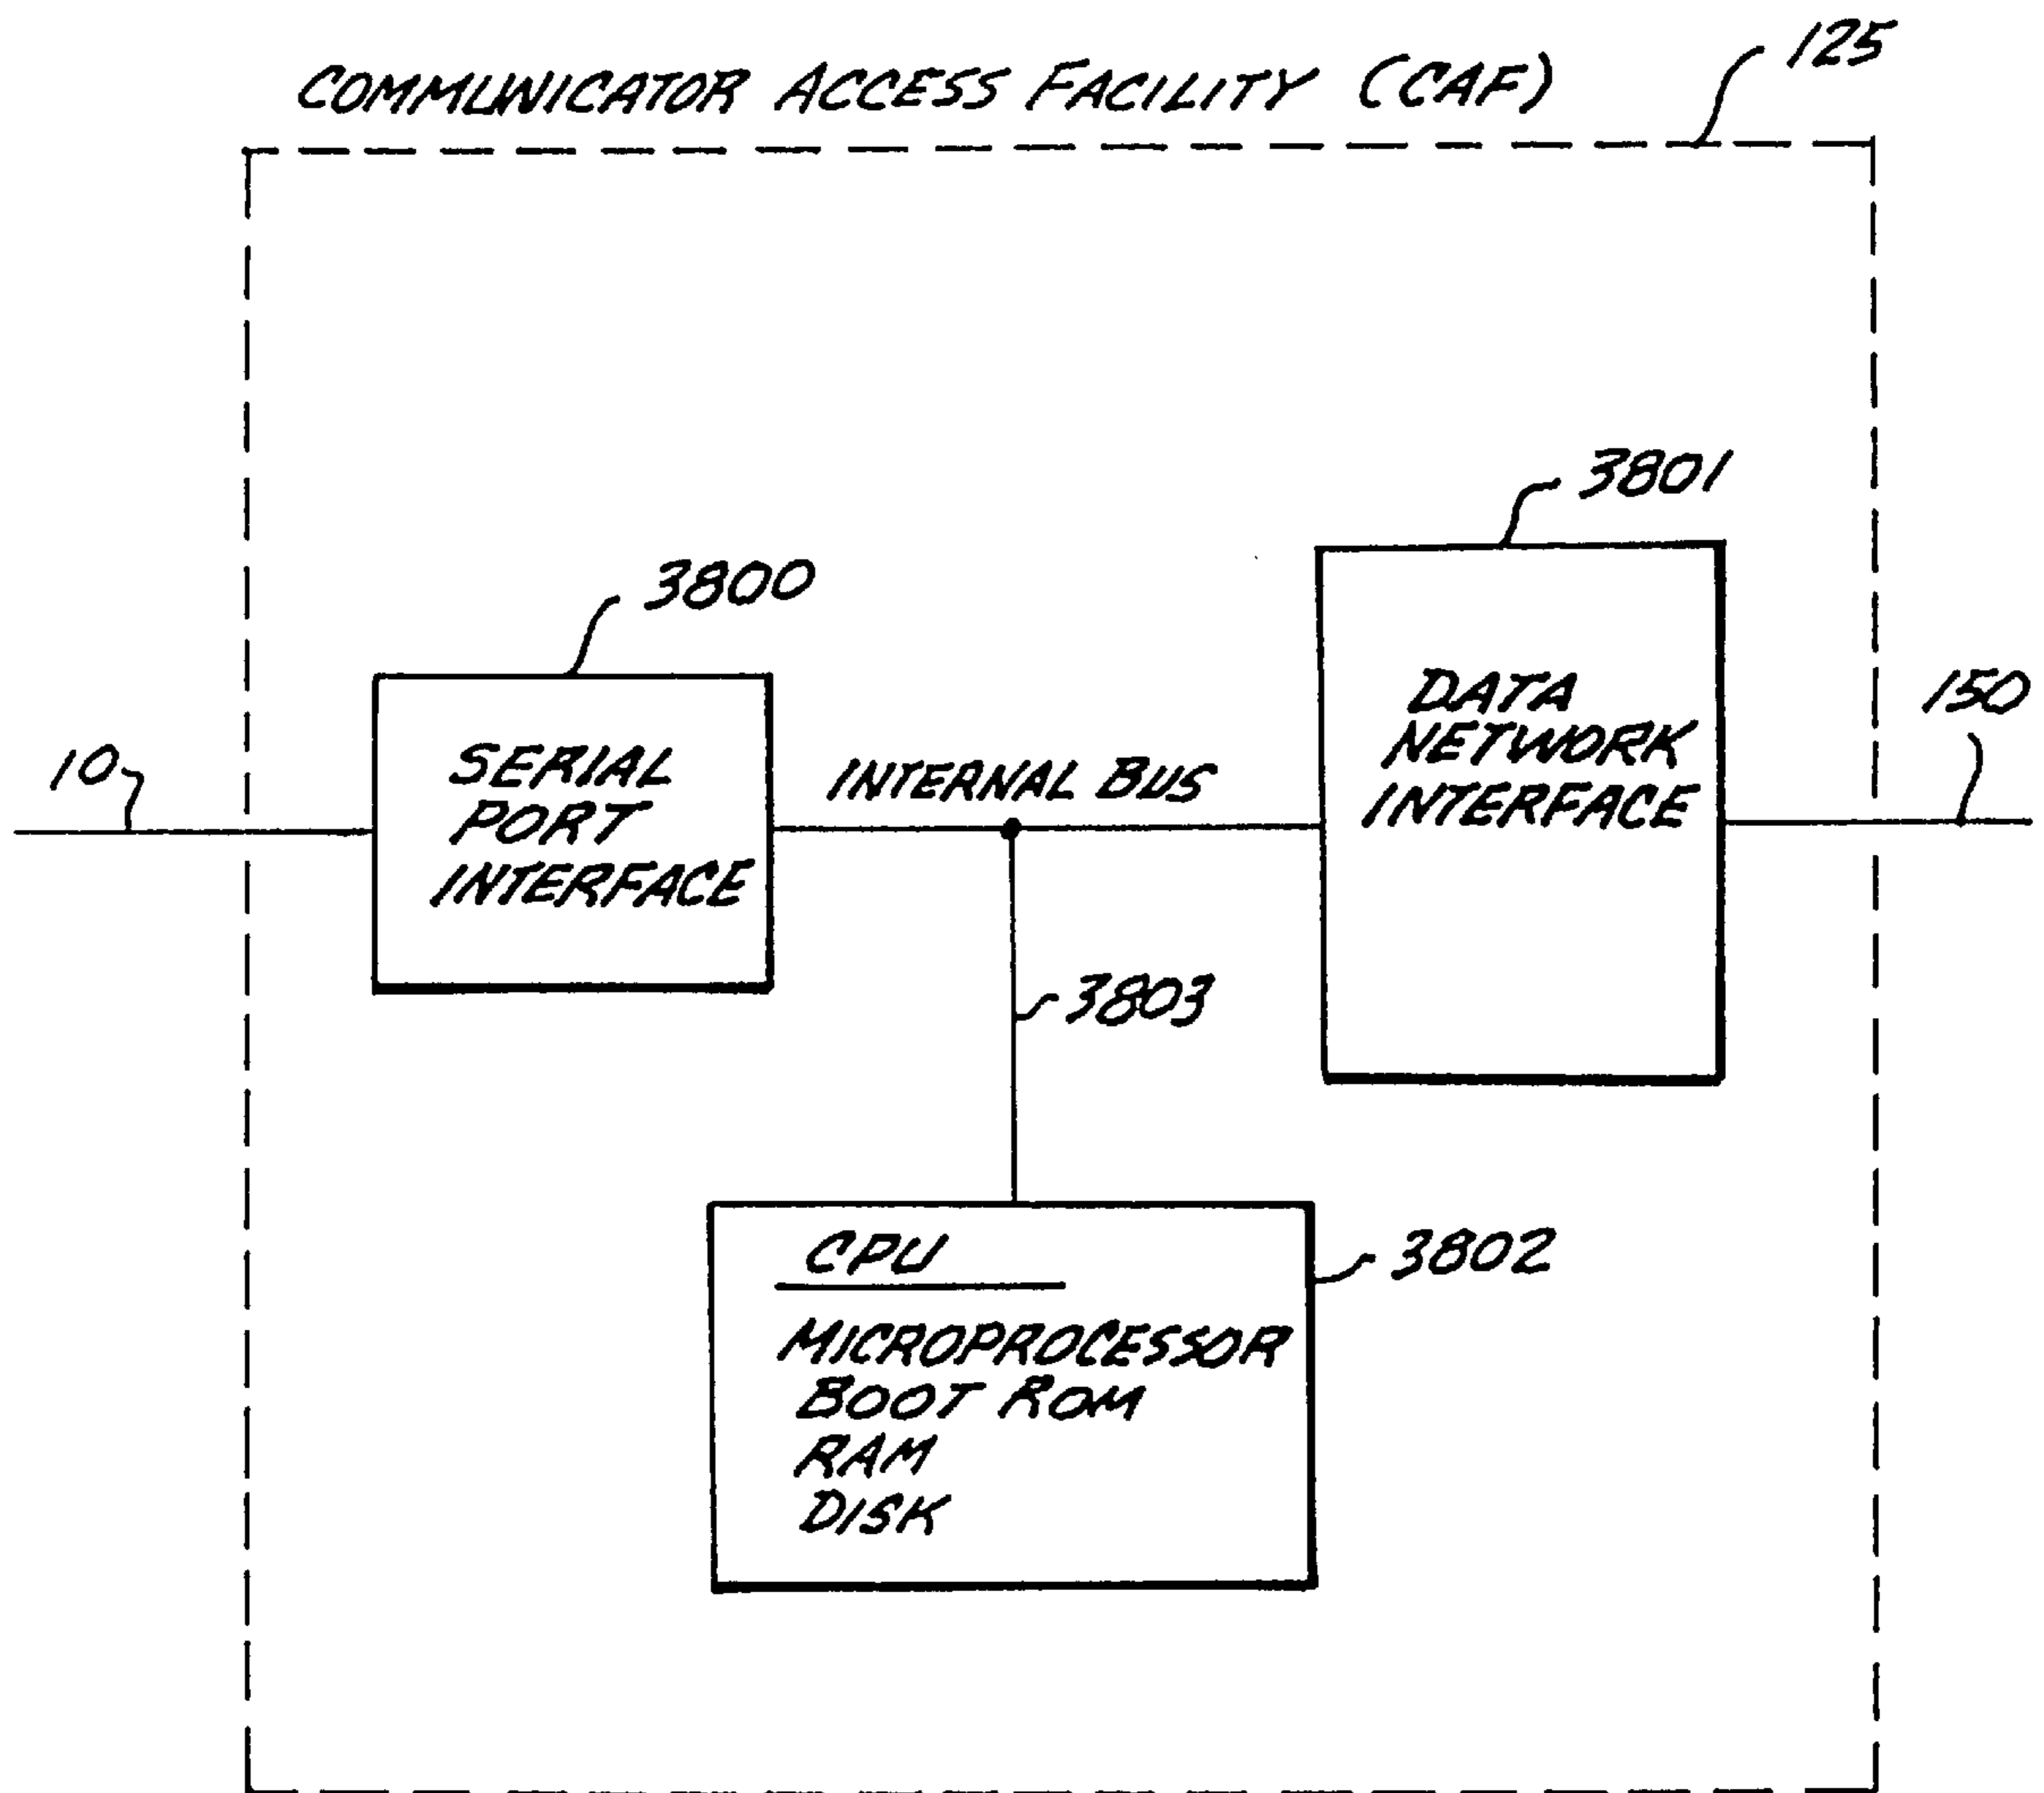 125
COMMUNICATOR ACCESS FACILITY (CAF)
3801
3800
DATA
NETWORK
INTERFACE
150
10
SERIAL
PORT
INTERFACE
INTERNAL BUS
3803
CPU
3802
MICROPROCESSOR
BOOT ROM
RAM
DISK